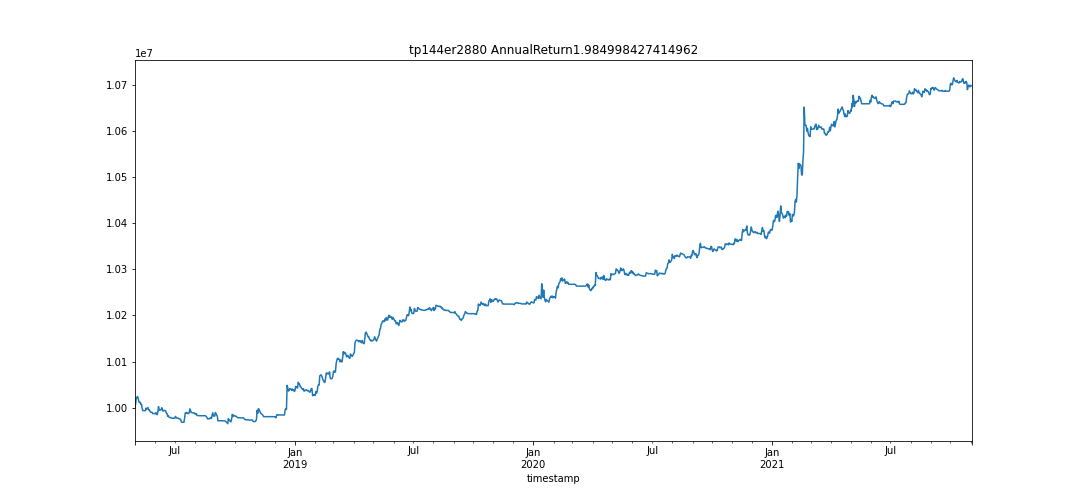 tp144er2880 AnnualReturn1.984998427414962
1e7
1.07
1.06
1.05
1.04
1.03
1.02
1.01
1.00
Jul Jan Jul Jan Jul Jan Jul
2019 2020 2021
timestamp